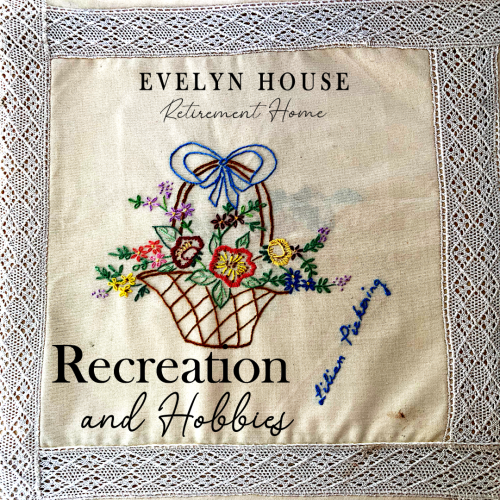 EVELYN HOUSE
Retirement Home
Lilian Pickering
Recreation
and Hobbies